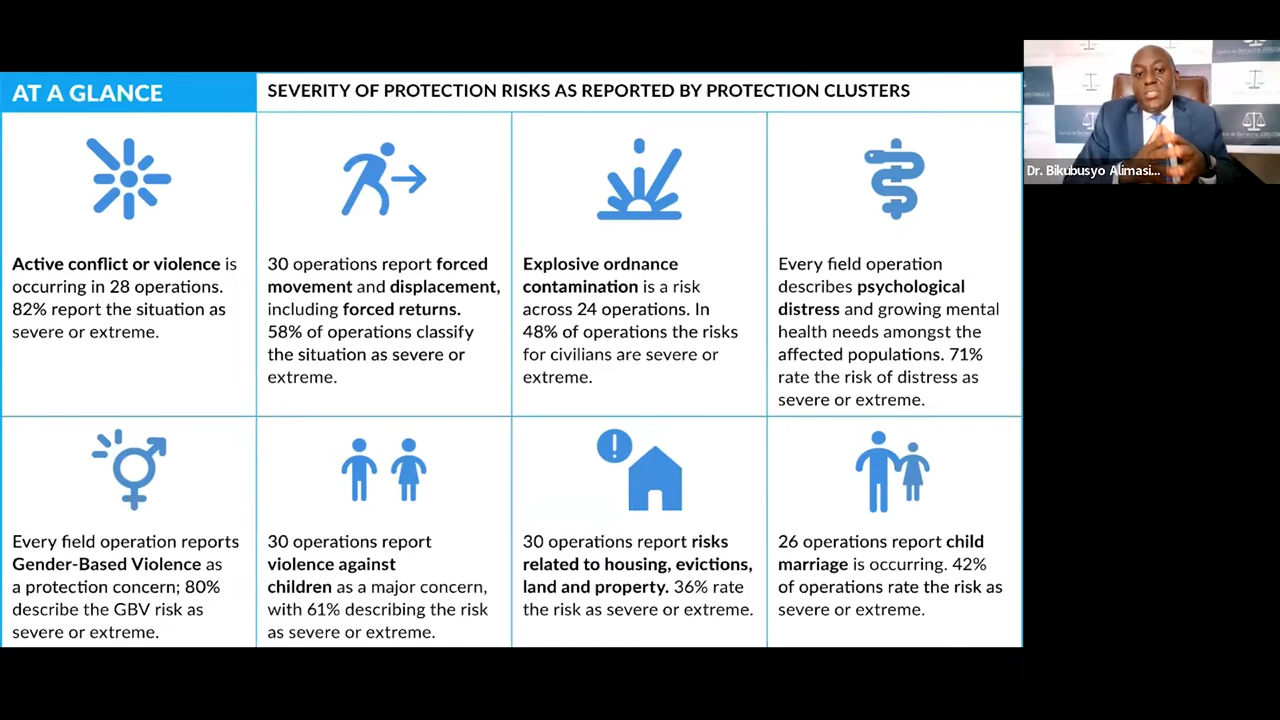 AT A GLANCE
SEVERITY OF PROTECTION RISKS AS REPORTED BY PROTECTION CLUSTERS
Active conflict or violence is
occurring in 28 operations.
82% report the situation as
severe or extreme.
30 operations report forced
movement and displacement,
including forced returns.
58% of operations classify
the situation as severe or
extreme.
Explosive ordnance
contamination is a risk
across 24 operations. In
48% of operations the risks
for civilians are severe or
extreme.
Every field operation
describes psychological
distress and growing mental
health needs amongst the
affected populations. 71%
rate the risk of distress as
severe or extreme.
Every field operation reports
Gender-Based Violence as
a protection concern; 80%
describe the GBV risk as
severe or extreme.
30 operations report
violence against
children as a major concern,
with 61% describing the risk
as severe or extreme.
30 operations report risks
related to housing, evictions,
land and property. 36% rate
the risk as severe or extreme.
26 operations report child
marriage is occurring. 42%
of operations rate the risk as
severe or extreme.
Dr. Bikubusyo Alimasi...